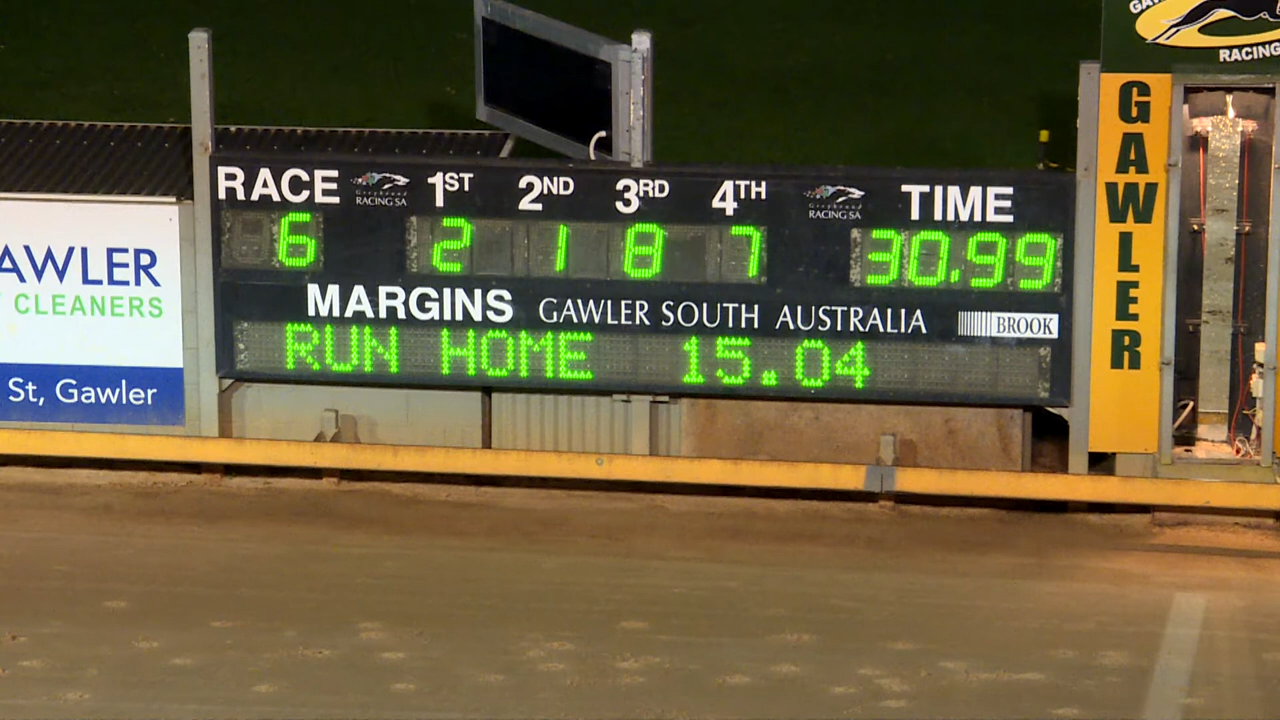 RACING
GAWLER
RACE 1ST 2ND 3RD 4TH TIME
Greyhound RACING SA
Greyhound RACING SA
6 2 1 8 7 30.99
MARGINS GAWLER SOUTH AUSTRALIA BROOK
RUN HOME 15.04
AWLER
CLEANERS
St, Gawler